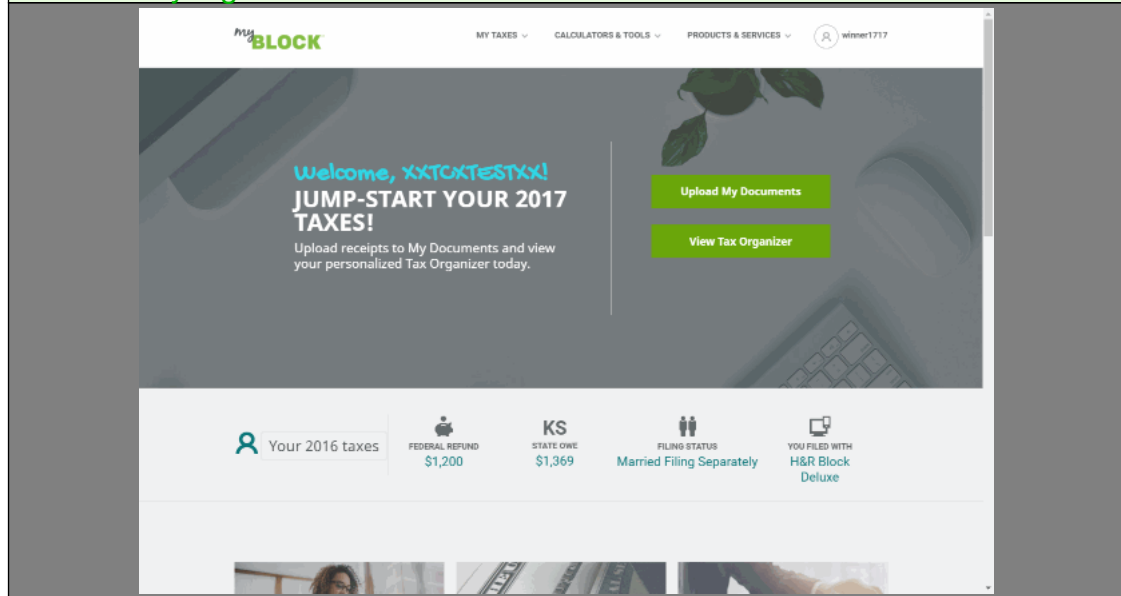 myBLOCK
MY TAXES
CALCULATORS & TOOLS
PRODUCTS & SERVICES
winner1717
Welcome, XXTCXTESTXX!
JUMP-START YOUR 2017
TAXES!
Upload receipts to My Documents and view
your personalized Tax Organizer today.
Upload My Documents
View Tax Organizer
Your 2016 taxes
FEDERAL REFUND
$1,200
KS
STATE OWE
$1,369
FILING STATUS
Married Filing Separately
YOU FILED WITH
H&R Block
Deluxe